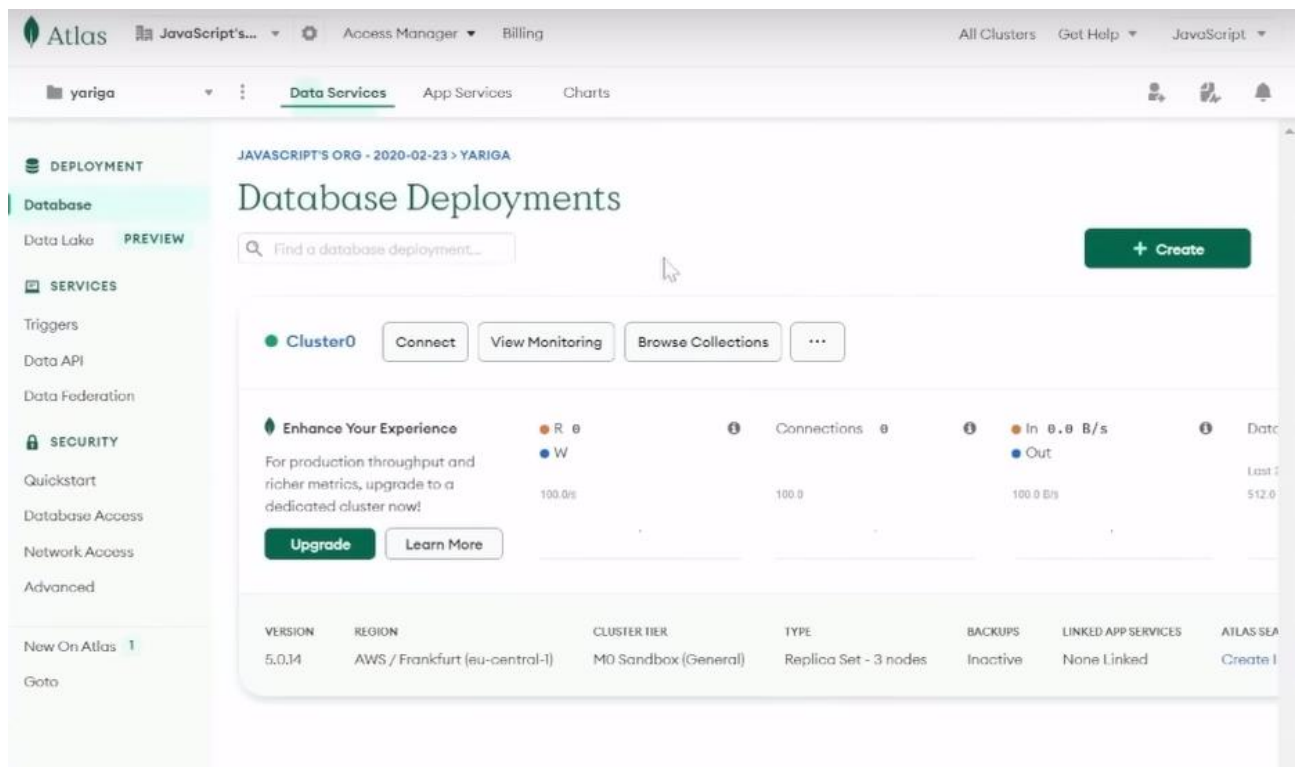 Atlas JavaScript's... Access Manager Billing All Clusters Get Help JavaScript
yariga Data Services App Services Charts
DEPLOYMENT
Database
Data Lake PREVIEW
SERVICES
Triggers
Data API
Data Federation
SECURITY
Quickstart
Database Access
Network Access
Advanced
New On Atlas 1
Goto
JAVASCRIPT'S ORG - 2020-02-23 > YARIGA
Database Deployments
Find a database deployment...
+ Create
Cluster0 Connect View Monitoring Browse Collections ...
Enhance Your Experience
For production throughput and
richer metrics, upgrade to a
dedicated cluster now!
Upgrade Learn More
R 0
W
100.0/s
Connections 0
100.0
In 0.0 B/s
Out
100.0 B/s
Last
512.0
VERSION REGION CLUSTER TIER TYPE BACKUPS LINKED APP SERVICES
5.0.14 AWS / Frankfurt (eu-central-1) M0 Sandbox (General) Replica Set - 3 nodes Inactive None Linked
ATLAS
Create